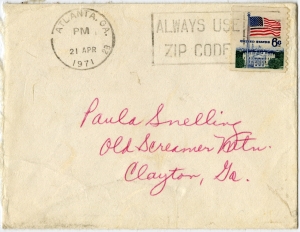 ATLANTA, GA.
PM
21 APR
1971
ALWAYS USE
ZIP CODE
UNITED STATES 6¢
Paula Snelling
Old Screamer Mtn.
Clayton, Ga.